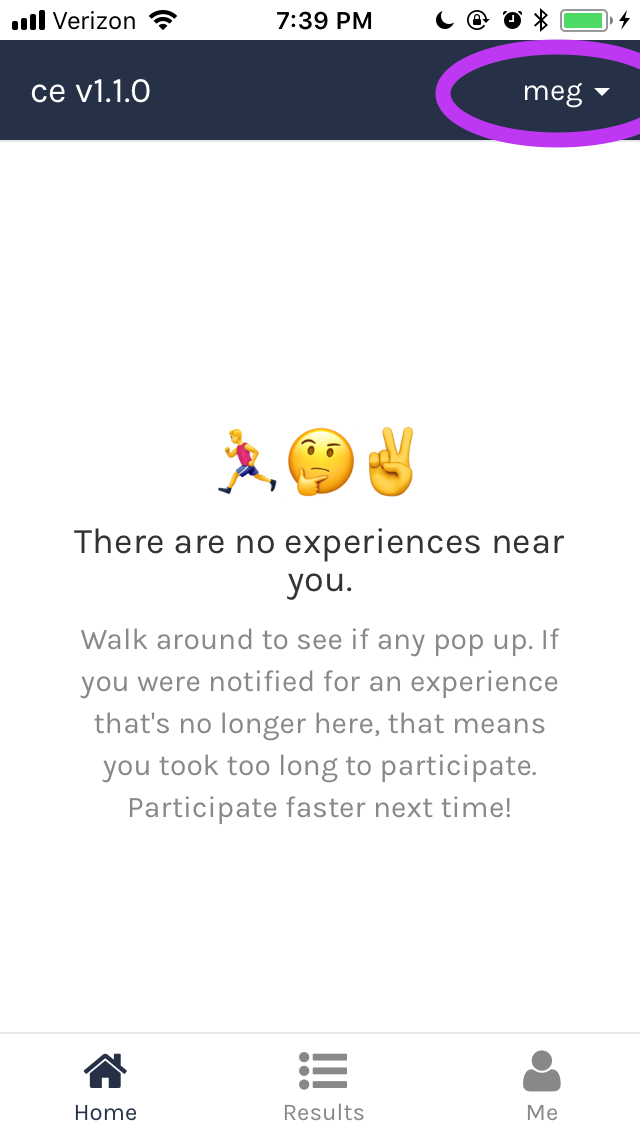 Verizon 7:39 PM
ce v1.1.0 meg
There are no experiences near
you.
Walk around to see if any pop up. If
you were notified for an experience
that's no longer here, that means
you took too long to participate.
Participate faster next time!
Home Results Me